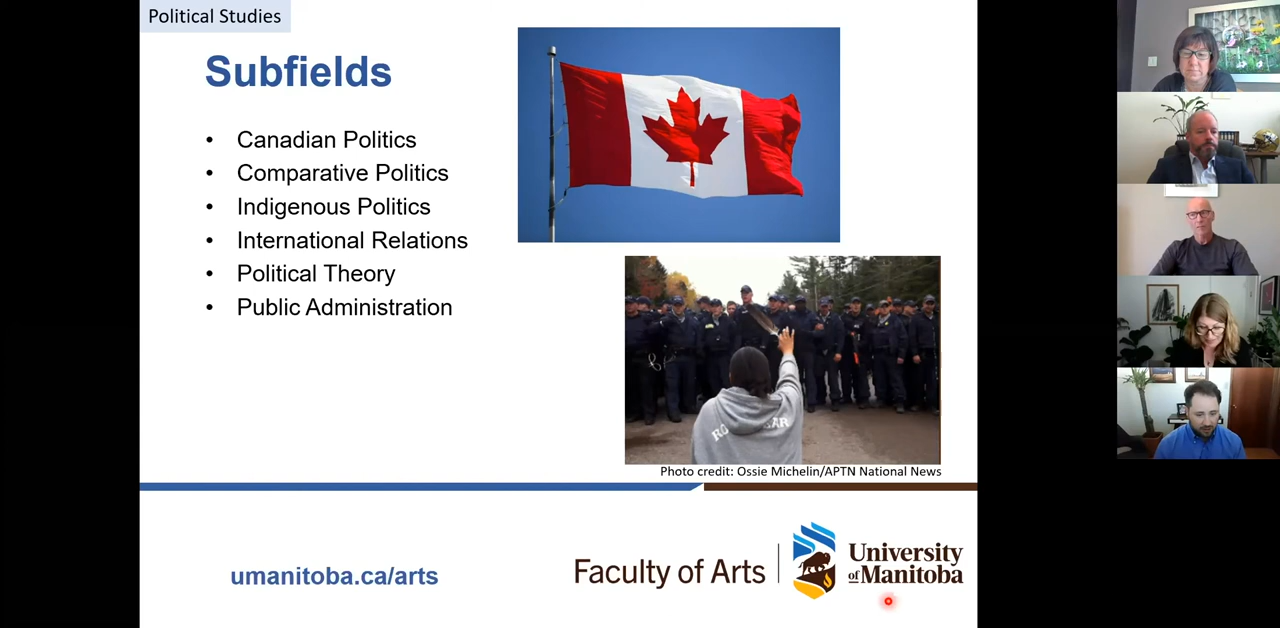 Political Studies
Subfields
• Canadian Politics
• Comparative Politics
• Indigenous Politics
• International Relations
• Political Theory
• Public Administration
Photo credit: Ossie Michelin/APTN National News
umanitoba.ca/arts
Faculty of Arts
University
of Manitoba